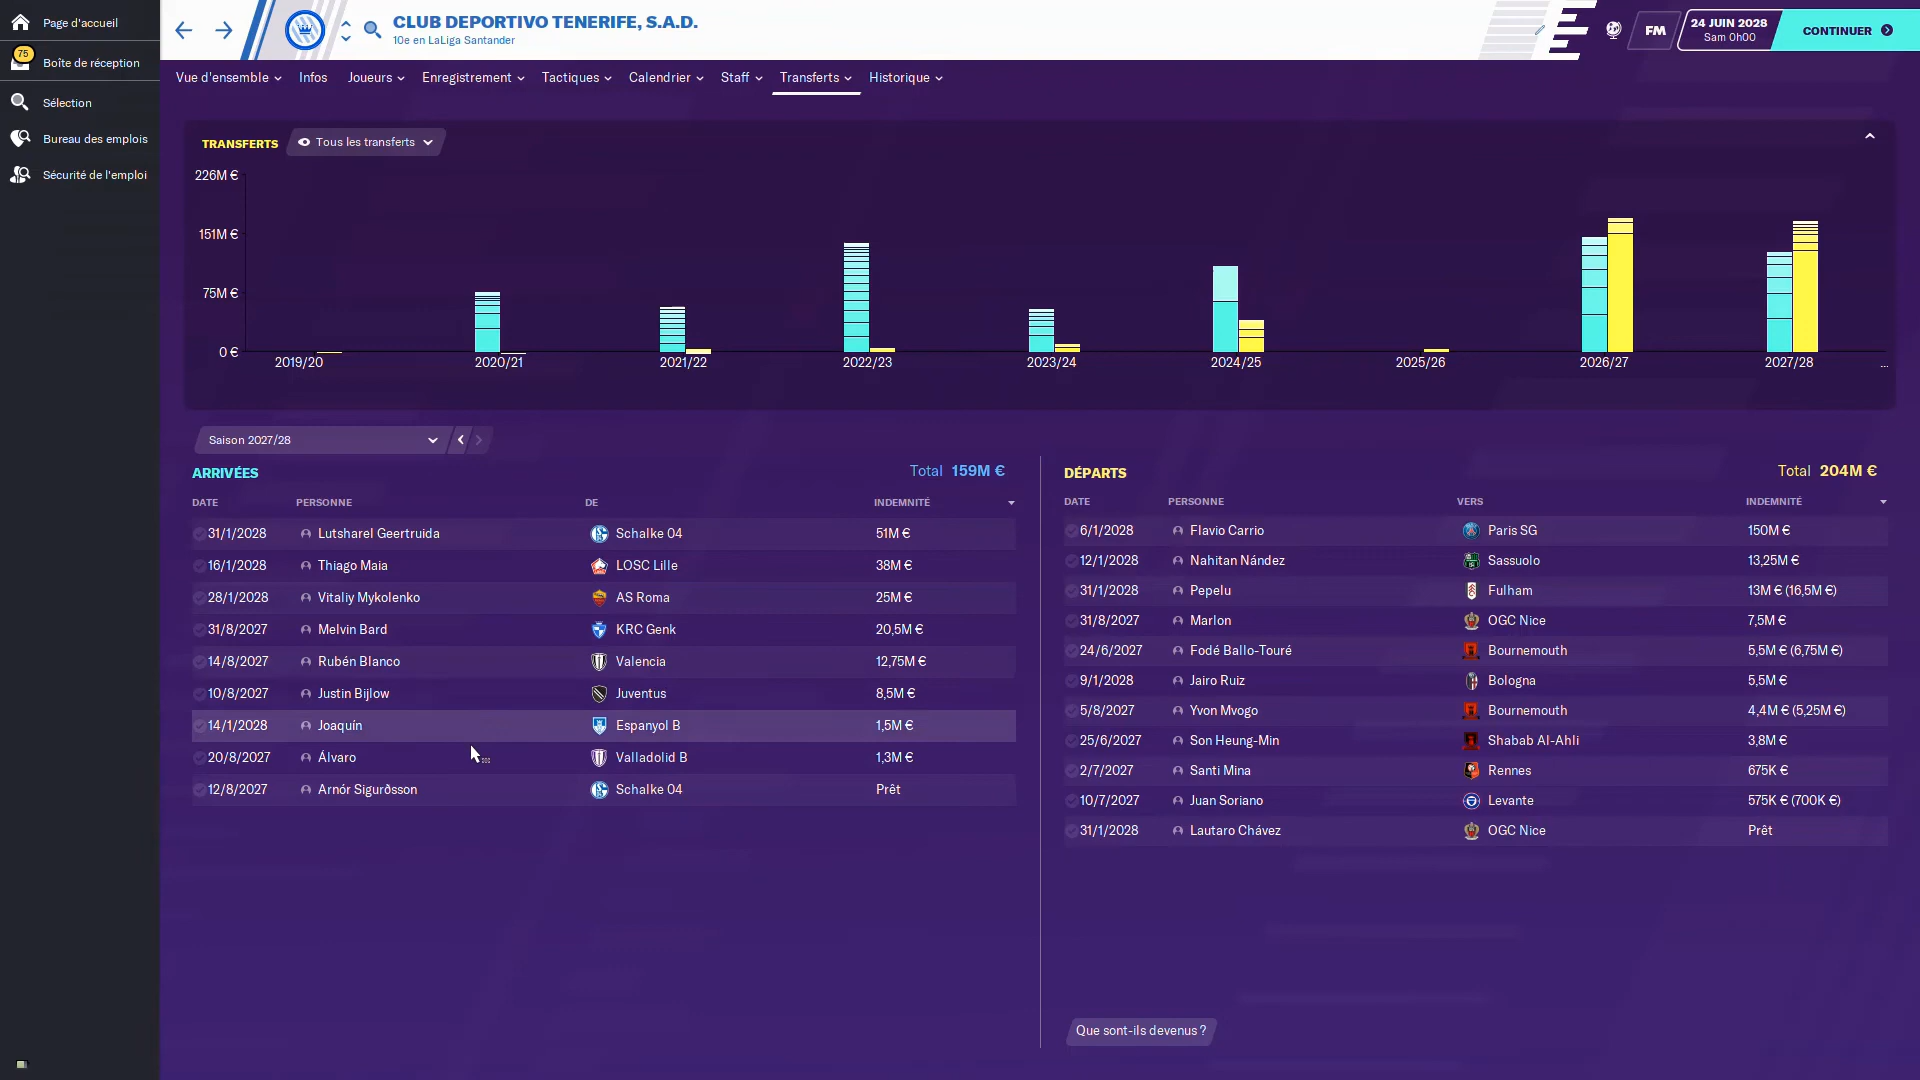 Page d'accueil
75
Boîte de réception
Sélection
Bureau des emplois
Sécurité de l'emploi
CLUB DEPORTIVO TENERIFE, S.A.D.
10e en LaLiga Santander
FM
24 JUIN 2028
Sam 0h00
CONTINUER
Vue d'ensemble Infos Joueurs Enregistrement Tactiques Calendrier Staff Transferts Historique
TRANSFERTS Tous les transferts
226M €
151M €
75M €
0 €
2019/20 2020/21 2021/22 2022/23 2023/24 2024/25 2025/26 2026/27 2027/28 ...
Saison 2027/28
ARRIVÉES Total 159M €
DATE PERSONNE DE INDEMNITÉ
31/1/2028 Lutsharel Geertruida Schalke 04 51M €
16/1/2028 Thiago Maia LOSC Lille 38M €
28/1/2028 Vitaliy Mykolenko AS Roma 25M €
31/8/2027 Melvin Bard KRC Genk 20,5M €
14/8/2027 Rubén Blanco Valencia 12,75M €
10/8/2027 Justin Bijlow Juventus 8,5M €
14/1/2028 Joaquín Espanyol B 1,5M €
20/8/2027 Álvaro Valladolid B 1,3M €
12/8/2027 Arnór Sigurðsson Schalke 04 Prêt
DÉPARTS Total 204M €
DATE PERSONNE VERS INDEMNITÉ
6/1/2028 Flavio Carrio Paris SG 150M €
12/1/2028 Nahitan Nández Sassuolo 13,25M €
31/1/2028 Pepelu Fulham 13M € (16,5M €)
31/8/2027 Marlon OGC Nice 7,5M €
24/6/2027 Fodé Ballo-Touré Bournemouth 5,5M € (6,75M €)
9/1/2028 Jairo Ruiz Bologna 5,5M €
5/8/2027 Yvon Mvogo Bournemouth 4,4M € (5,25M €)
25/6/2027 Son Heung-Min Shabab Al-Ahli 3,8M €
2/7/2027 Santi Mina Rennes 675K €
10/7/2027 Juan Soriano Levante 575K € (700K €)
31/1/2028 Lautaro Chávez OGC Nice Prêt
Que sont-ils devenus ?